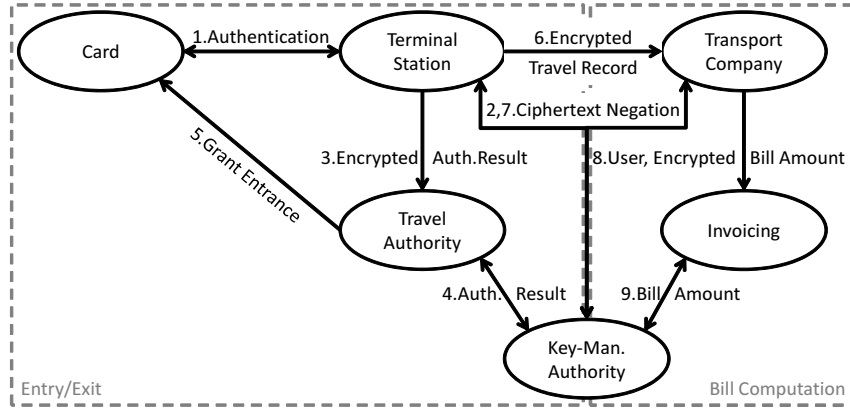 Card
1.Authentication
Terminal
Station
6.Encrypted
Travel Record
Transport
Company
2,7.Ciphertext Negation
5.Grant Entrance
3.Encrypted Auth.Result
8.User, Encrypted Bill Amount
Travel
Authority
Invoicing
4.Auth. Result
9.Bill Amount
Key-Man.
Authority
Entry/Exit
Bill Computation